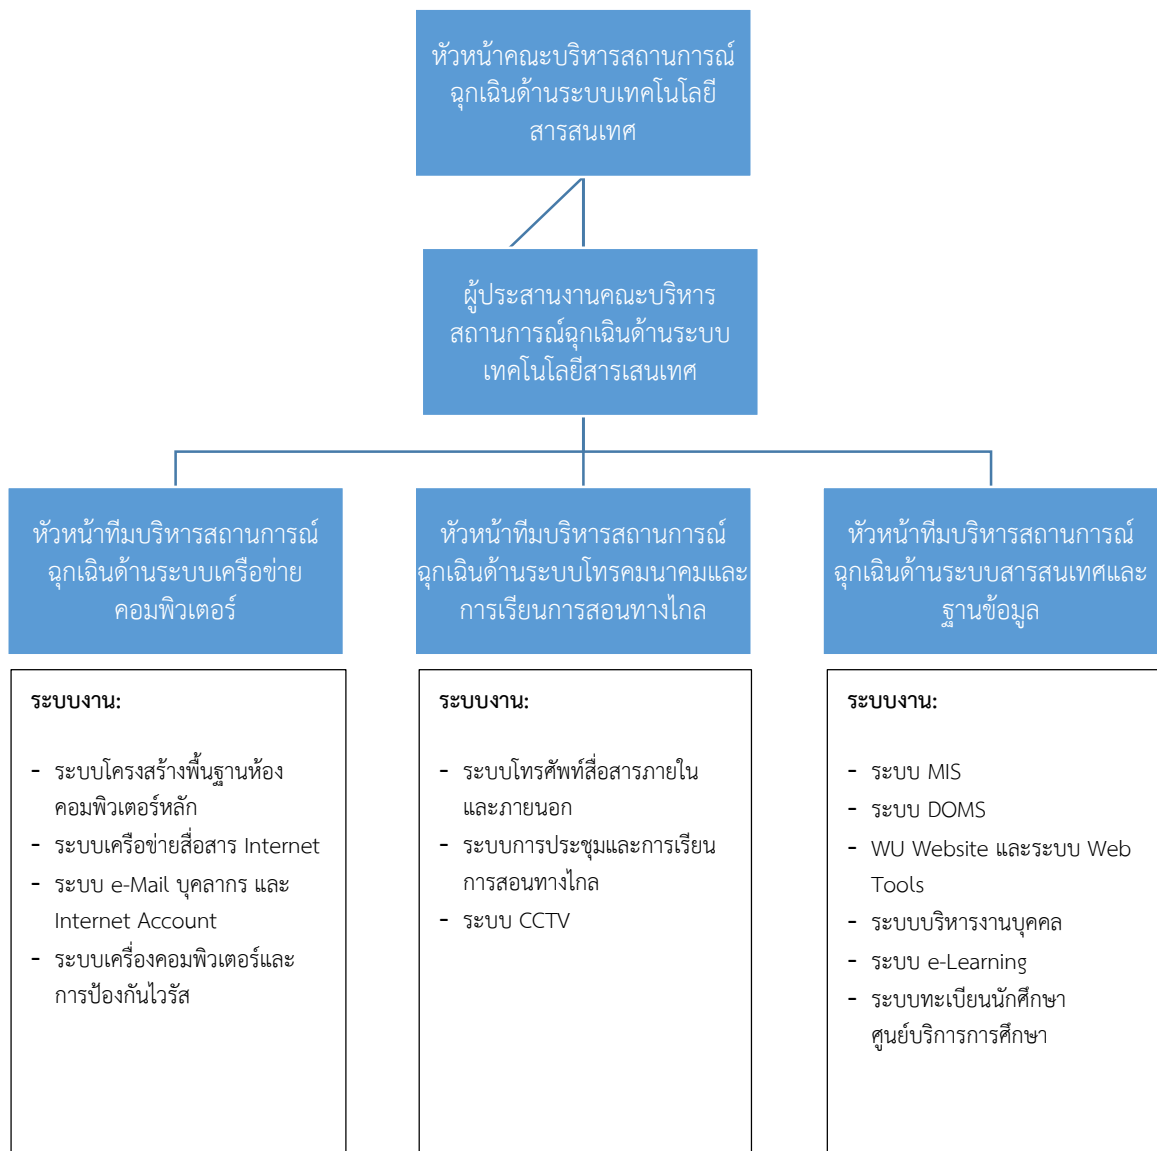 หัวหน้าคณะบริหารสถานการณ์
ฉุกเฉินด้านระบบเทคโนโลยี
สารสนเทศ
ผู้ประสานงานคณะบริหาร
สถานการณ์ฉุกเฉินด้านระบบ
เทคโนโลยีสารเสนเทศ
หัวหน้าทีมบริหารสถานการณ์
ฉุกเฉินด้านระบบเครือข่าย
คอมพิวเตอร์
หัวหน้าทีมบริหารสถานการณ์
ฉุกเฉินด้านระบบโทรคมนาคมและ
การเรียนการสอนทางไกล
หัวหน้าทีมบริหารสถานการณ์
ฉุกเฉินด้านระบบสารสนเทศและ
ฐานข้อมูล
ระบบงาน:
- ระบบโครงสร้างพื้นฐานห้อง
คอมพิวเตอร์หลัก
- ระบบเครือข่ายสื่อสาร Internet
- ระบบ e-Mail บุคลากร และ
Internet Account
- ระบบเครื่องคอมพิวเตอร์และ
การป้องกันไวรัส
ระบบงาน:
- ระบบโทรศัพท์สื่อสารภายใน
และภายนอก
- ระบบการประชุมและการเรียน
การสอนทางไกล
- ระบบ CCTV
ระบบงาน:
- ระบบ MIS
- ระบบ DOMS
- WU Website และระบบ Web
Tools
- ระบบบริหารงานบุคคล
- ระบบ e-Learning
- ระบบทะเบียนนักศึกษา
ศูนย์บริการการศึกษา